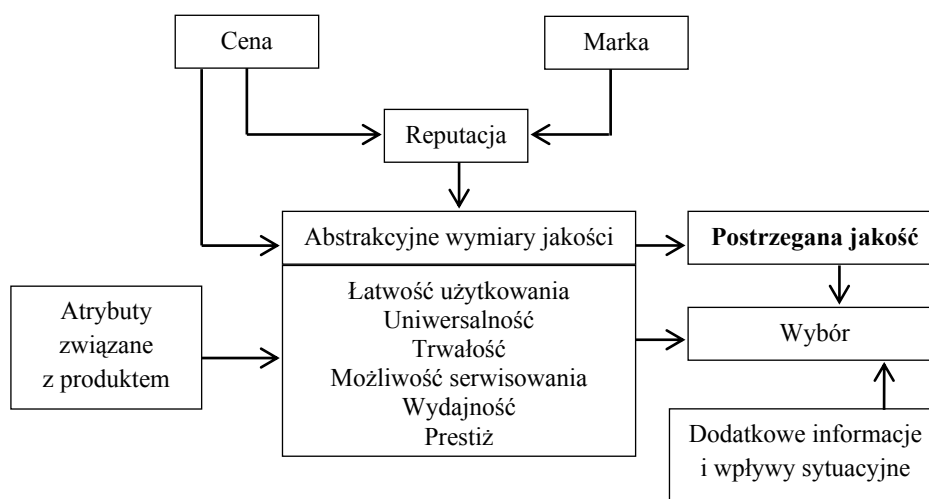 Cena
Marka
Reputacja
Abstrakcyjne wymiary jakości
Postrzegana jakość
Atrybuty
związane
z produktem
Łatwość użytkowania
Uniwersalność
Trwałość
Możliwość serwisowania
Wydajność
Prestiż
Wybór
Dodatkowe informacje
i wpływy sytuacyjne